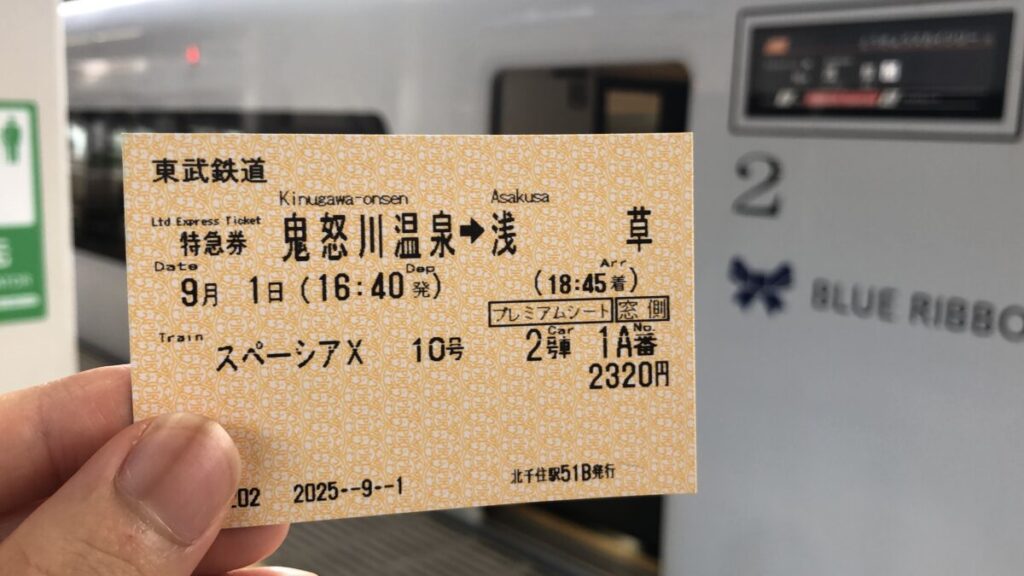 東武鉄道
Kinugawa-onsen Asakusa
Ltd Express Ticket
特急券 鬼怒川温泉➡浅 草
Date Dep Arr
9月 1日 (16:40発) (18:45着)
プレミアムシート 窓側
Train Car No.
スペーシアX 10号 2号車 1A番
2320円
202 2025--9--1 北千住駅51B発行
2
BLUE RIBBO